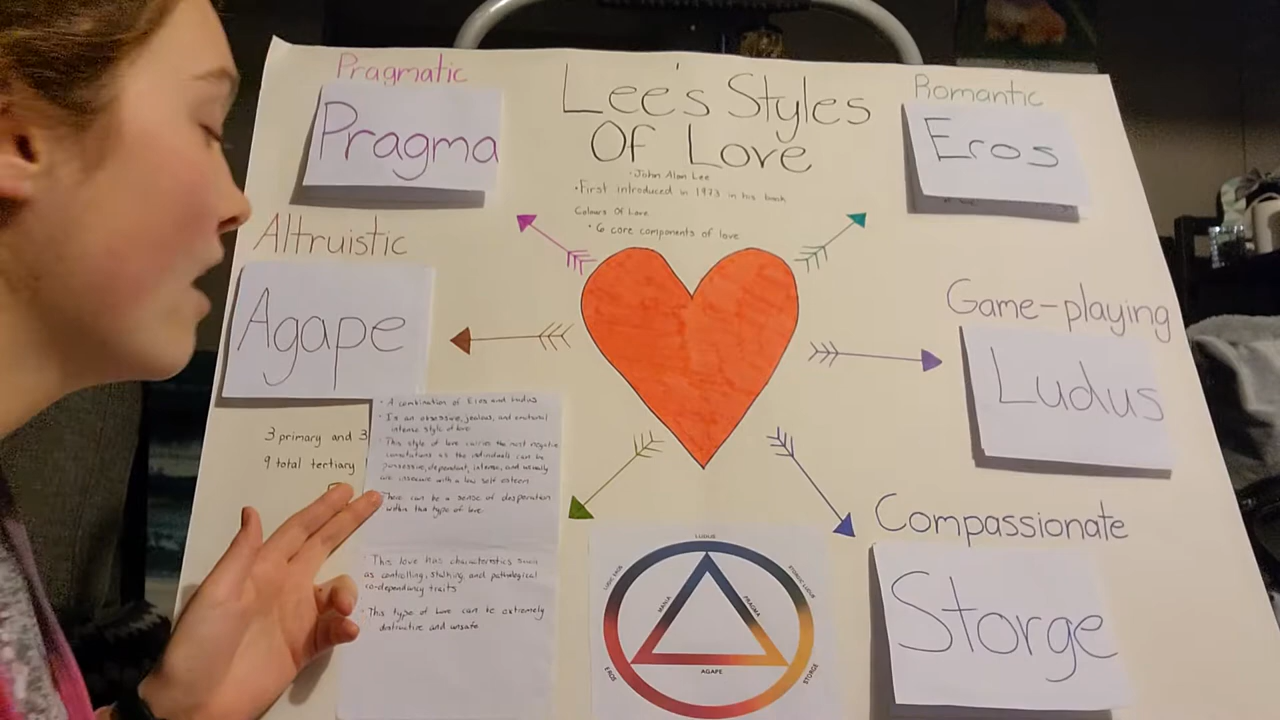 Lee's Styles
Of Love
• John Alan Lee
• First introduced in 1973 in his book
Colours Of Love
• 6 core components of love
Pragmatic
Pragma
Altruistic
Agape
3 primary and 3
9 total tertiary
• A combination of Eros and Ludus
• Is an obsessive, jealous, and emotional
intense style of love
• This style of love carries the most negative
connotations as the individuals can be
possessive, dependent, intense, and usually
are insecure with a low self esteem
There can be a sense of desperation
within this type of love
• This love has characteristics such
as controlling, stalking, and pathological
co-dependancy traits
• This type of love can be extremely
destructive and unsafe
Romantic
Eros
Game-playing
Ludus
Compassionate
Storge
LUDUS
LUDIC EROS
STORGIC LUDUS
MANIA
PRAGMA
EROS
AGAPE
STORGE